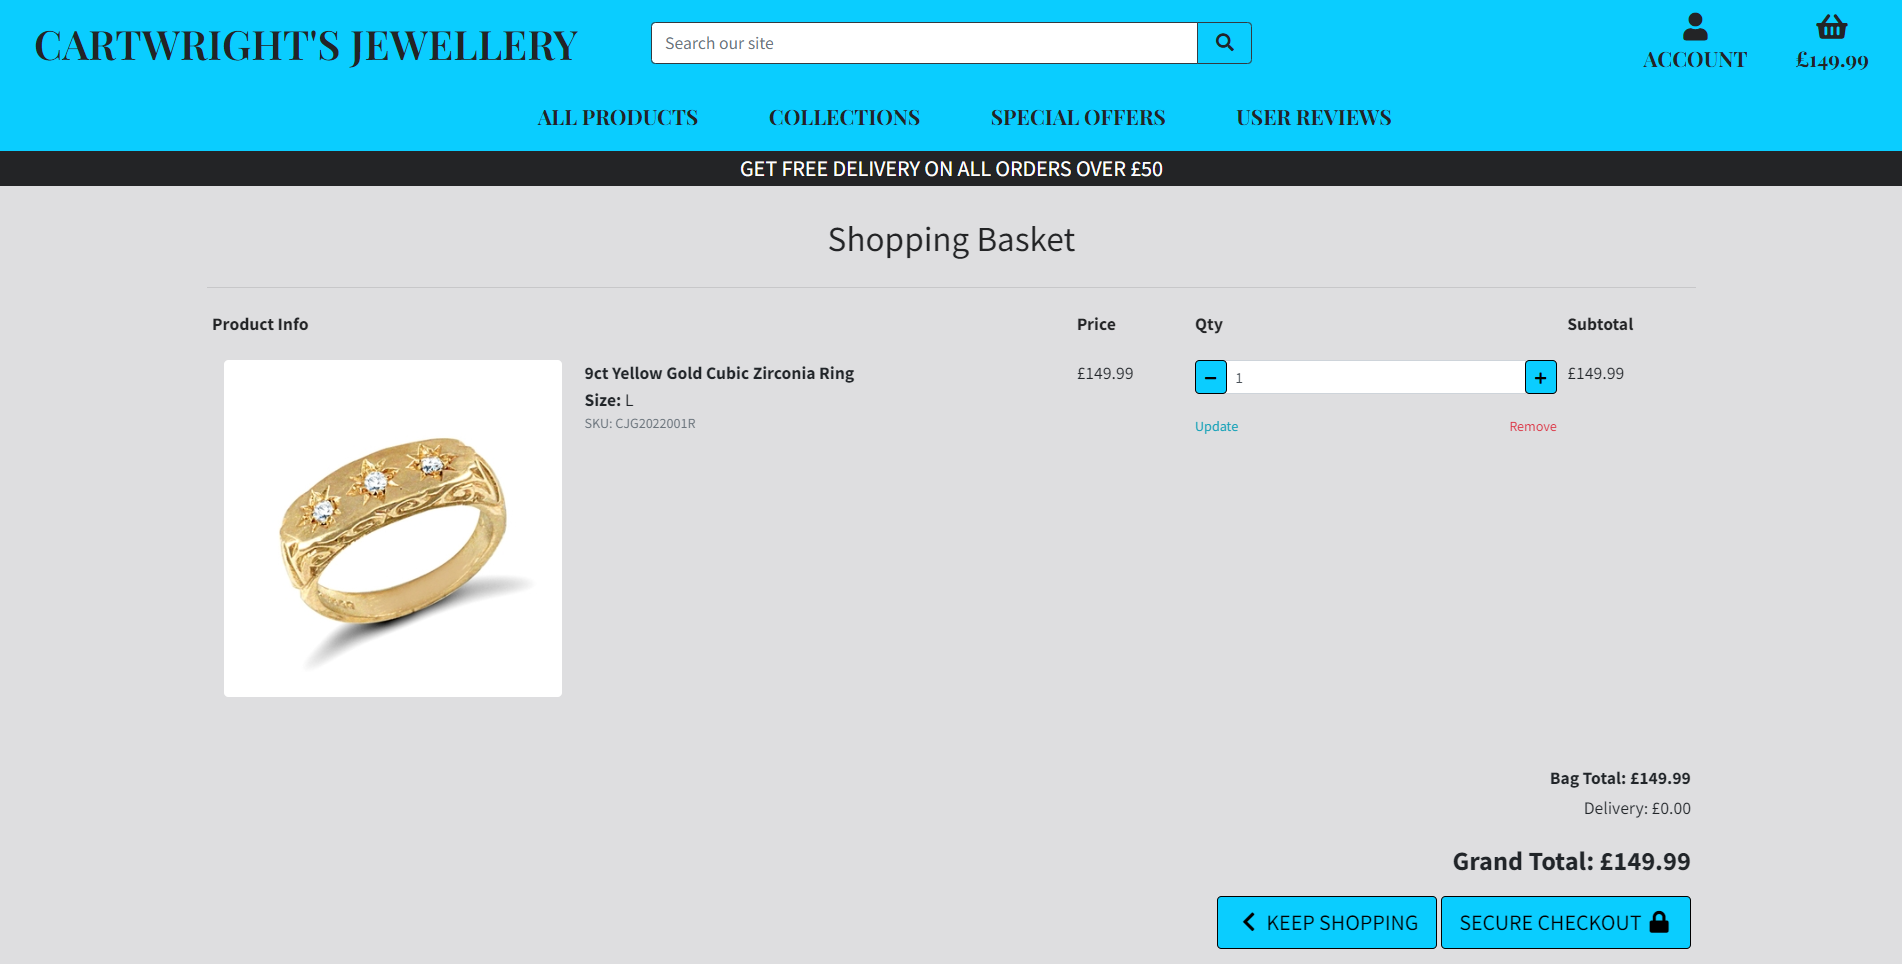 CARTWRIGHT'S JEWELLERY
Search our site
ACCOUNT
£149.99
ALL PRODUCTS COLLECTIONS SPECIAL OFFERS USER REVIEWS
GET FREE DELIVERY ON ALL ORDERS OVER £50
Shopping Basket
Product Info Price Qty Subtotal
9ct Yellow Gold Cubic Zirconia Ring £149.99 1 £149.99
Size: L
SKU: CJG2022001R
Update Remove
Bag Total: £149.99
Delivery: £0.00
Grand Total: £149.99
KEEP SHOPPING SECURE CHECKOUT